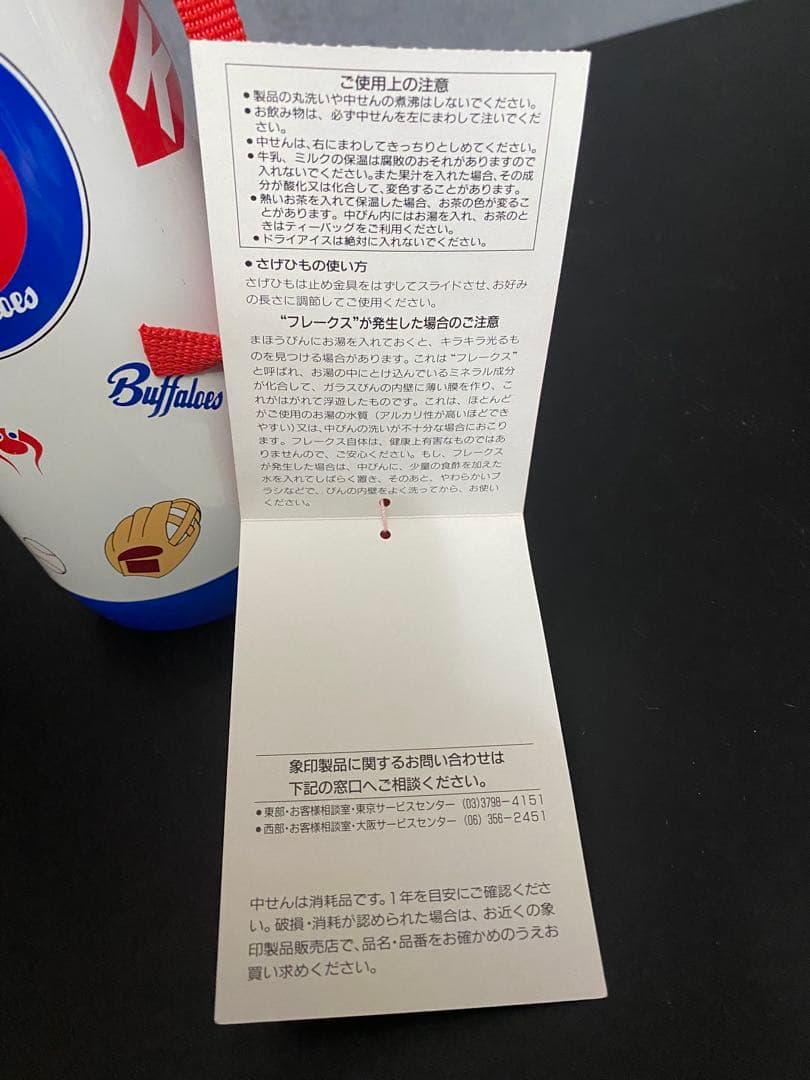 K
oes
Buffaloes
ご使用上の注意
●製品の丸洗いや中せんの煮沸はしないでください。
●お飲み物は、必ず中せんを左にまわして注いでくだ
さい。
●中せんは、右にまわしてきっちりとしめてください。
●牛乳、ミルクの保温は腐敗のおそれがありますので
入れないでください。また果汁を入れた場合、その成
分が酸化又は化合して、変色することがあります。
●熱いお茶を入れて保温した場合、お茶の色が変るこ
とがあります。中びん内にはお湯を入れ、お茶のと
きはティーバッグをご利用ください。
●ドライアイスは絶対に入れないでください。
●さげひもの使い方
さげひもは止め金具をはずしてスライドさせ、お好み
の長さに調節してご使用ください。
“フレークス”が発生した場合のご注意
まほうびんにお湯を入れておくと、キラキラ光るも
のを見つける場合があります。これは“フレークス”
と呼ばれ、お湯の中にとけ込んでいるミネラル成分
が化合して、ガラスびんの内壁に薄い膜を作り、こ
れがはがれて浮遊したものです。これは、ほとんど
がご使用のお湯の水質（アルカリ性が高いほどでき
やすい）又は、中びんの洗いが不十分な場合におこり
ます。フレークス自体は、健康上有害なものではあ
りませんので、ご安心ください。もし、フレークス
が発生した場合は、中びんに、少量の食酢を加えた
水を入れてしばらく置き、そのあと、やわらかいブ
ラシなどで、びんの内壁をよく洗ってから、お使い
ください。
象印製品に関するお問い合わせは
下記の窓口へご相談ください。
●東部・お客様相談室・東京サービスセンター（03）3798−4151
●西部・お客様相談室・大阪サービスセンター（06）356−2451
中せんは消耗品です。1年を目安にご確認くださ
い。破損・消耗が認められた場合は、お近くの象
印製品販売店で、品名・品番をお確かめのうえお
買い求めください。